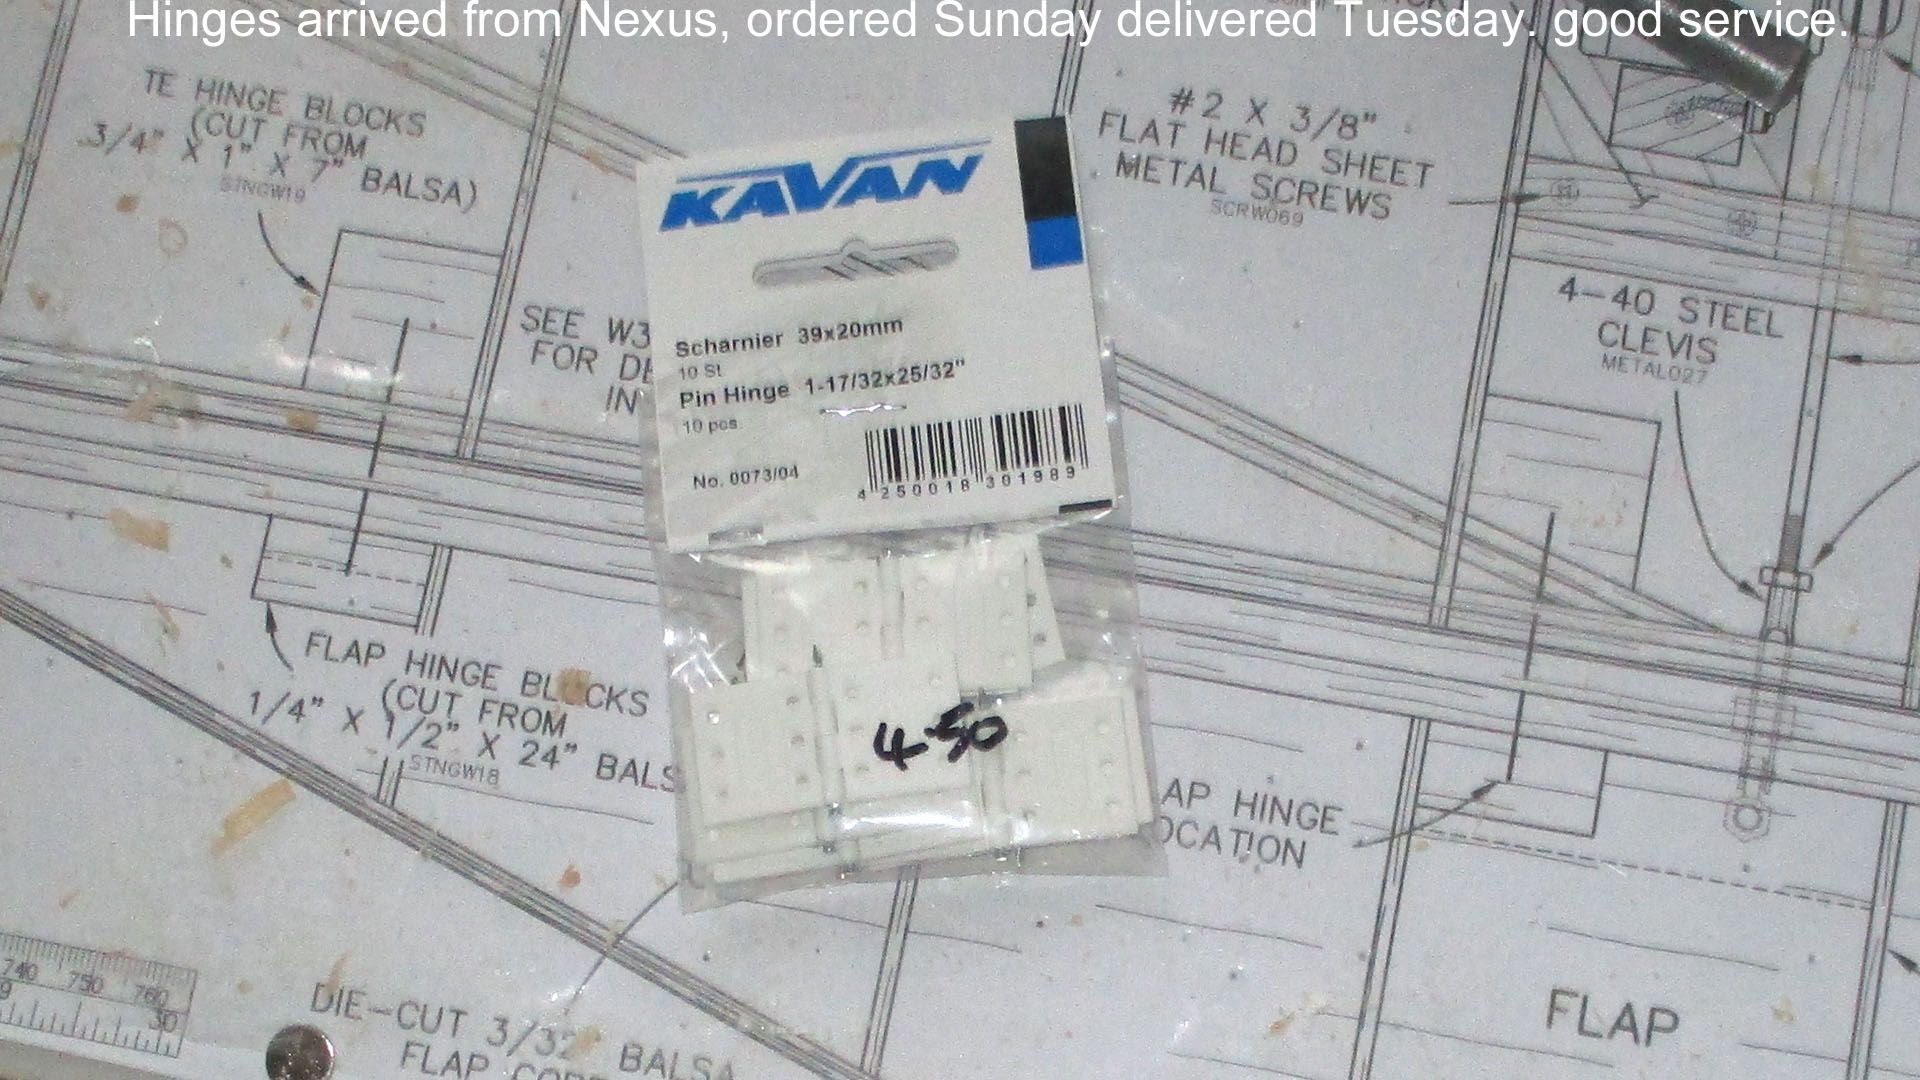 Hinges arrived from Nexus, ordered Sunday delivered Tuesday. good service.
TE HINGE BLOCKS
(CUT FROM
3/4" X 1" X 7" BALSA)
STNGW19
#2 X 3/8"
FLAT HEAD SHEET
METAL SCREWS
SCRW069
KAVAN
SEE W3
FOR DE
IN
4-40 STEEL
CLEVIS
METAL027
Scharnier 39x20mm
10 St
Pin Hinge 1-17/32x25/32"
10 pcs
No. 0073/04
4 250018 301989
FLAP HINGE BLOCKS
(CUT FROM
1/4" X 1/2" X 24" BALS
STNGW18
4-50
AP HINGE
OCATION
740 750 760
30
DIE-CUT 3/32" BALSA
FLAP
FLAP